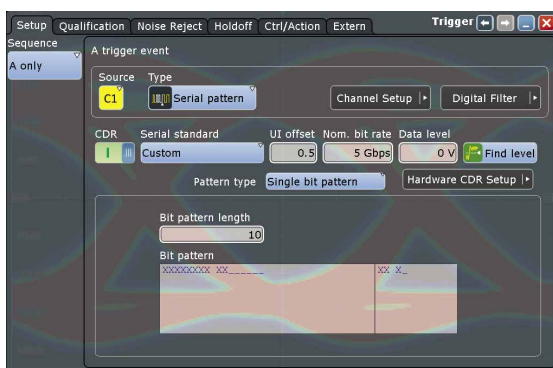 Setup Qualification Noise Reject Holdoff Ctrl/Action Extern Trigger
Sequence
A only
A trigger event
Source Type
C1 Serial pattern Channel Setup Digital Filter
CDR Serial standard UI offset Nom. bit rate Data level
Custom 0.5 5 Gbps 0 V Find level
Pattern type Single bit pattern Hardware CDR Setup
Bit pattern length
10
Bit pattern
XXXXXXXX XX______ XX X_